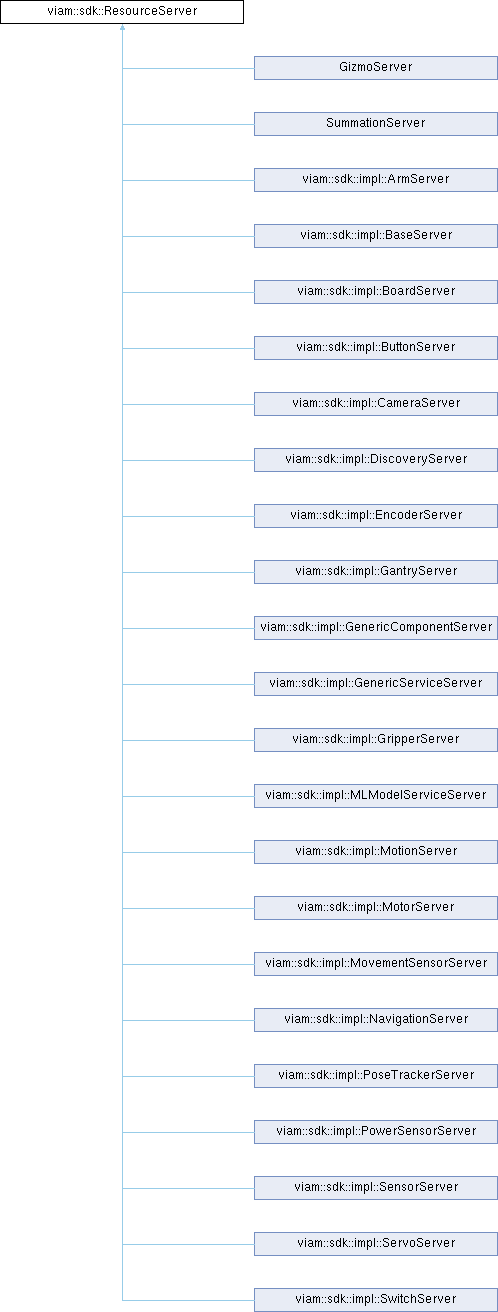 viam::sdk::ResourceServer
GizmoServer
SummationServer
viam::sdk::impl::ArmServer
viam::sdk::impl::BaseServer
viam::sdk::impl::BoardServer
viam::sdk::impl::ButtonServer
viam::sdk::impl::CameraServer
viam::sdk::impl::DiscoveryServer
viam::sdk::impl::EncoderServer
viam::sdk::impl::GantryServer
viam::sdk::impl::GenericComponentServer
viam::sdk::impl::GenericServiceServer
viam::sdk::impl::GripperServer
viam::sdk::impl::MLModelServiceServer
viam::sdk::impl::MotionServer
viam::sdk::impl::MotorServer
viam::sdk::impl::MovementSensorServer
viam::sdk::impl::NavigationServer
viam::sdk::impl::PoseTrackerServer
viam::sdk::impl::PowerSensorServer
viam::sdk::impl::SensorServer
viam::sdk::impl::ServoServer
viam::sdk::impl::SwitchServer